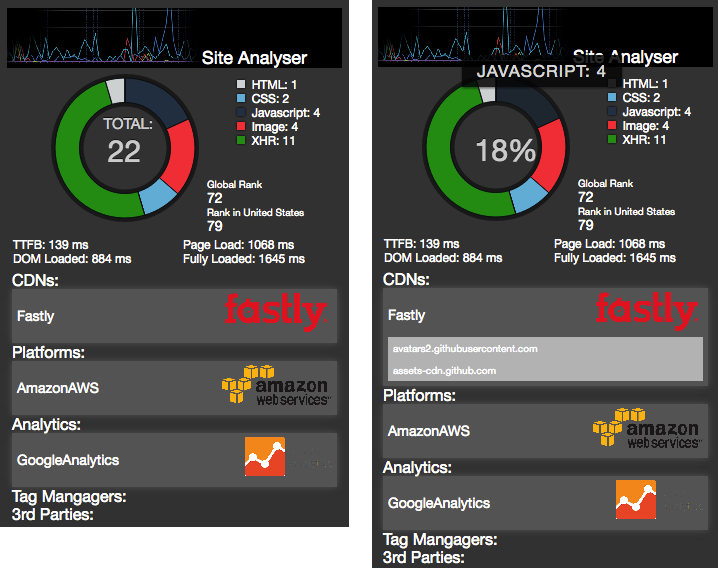 Site Analyser
TOTAL:
22
HTML: 1
CSS: 2
Javascript: 4
Image: 4
XHR: 11
Global Rank
72
Rank in United States
79
TTFB: 139 ms
Page Load: 1068 ms
DOM Loaded: 884 ms
Fully Loaded: 1645 ms
CDNs:
Fastly
fastly
Platforms:
AmazonAWS
amazon
web services
Analytics:
GoogleAnalytics
Tag Mangagers:
3rd Parties:
Site Analyser
JAVASCRIPT: 4
18%
HTML: 1
CSS: 2
Javascript: 4
Image: 4
XHR: 11
Global Rank
72
Rank in United States
79
TTFB: 139 ms
Page Load: 1068 ms
DOM Loaded: 884 ms
Fully Loaded: 1645 ms
CDNs:
Fastly
fastly
avatars2.githubusercontent.com
assets-cdn.github.com
Platforms:
AmazonAWS
amazon
web services
Analytics:
GoogleAnalytics
Tag Mangagers:
3rd Parties: